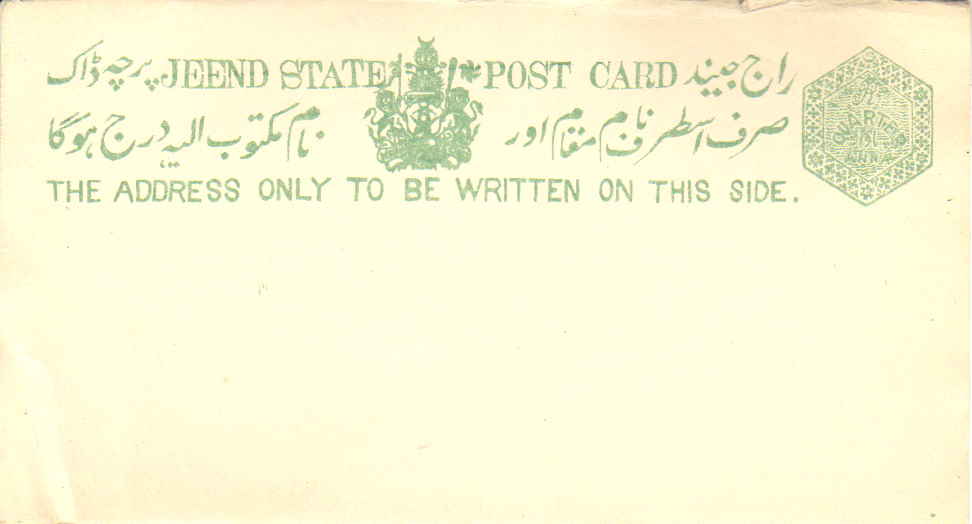 پرچہ ڈاک JEEND STATE POST CARD راج جیند
صرف اسطرف نام مقام اور نام مکتوب الیہ درج ہوگا
THE ADDRESS ONLY TO BE WRITTEN ON THIS SIDE.
R
QUARTER